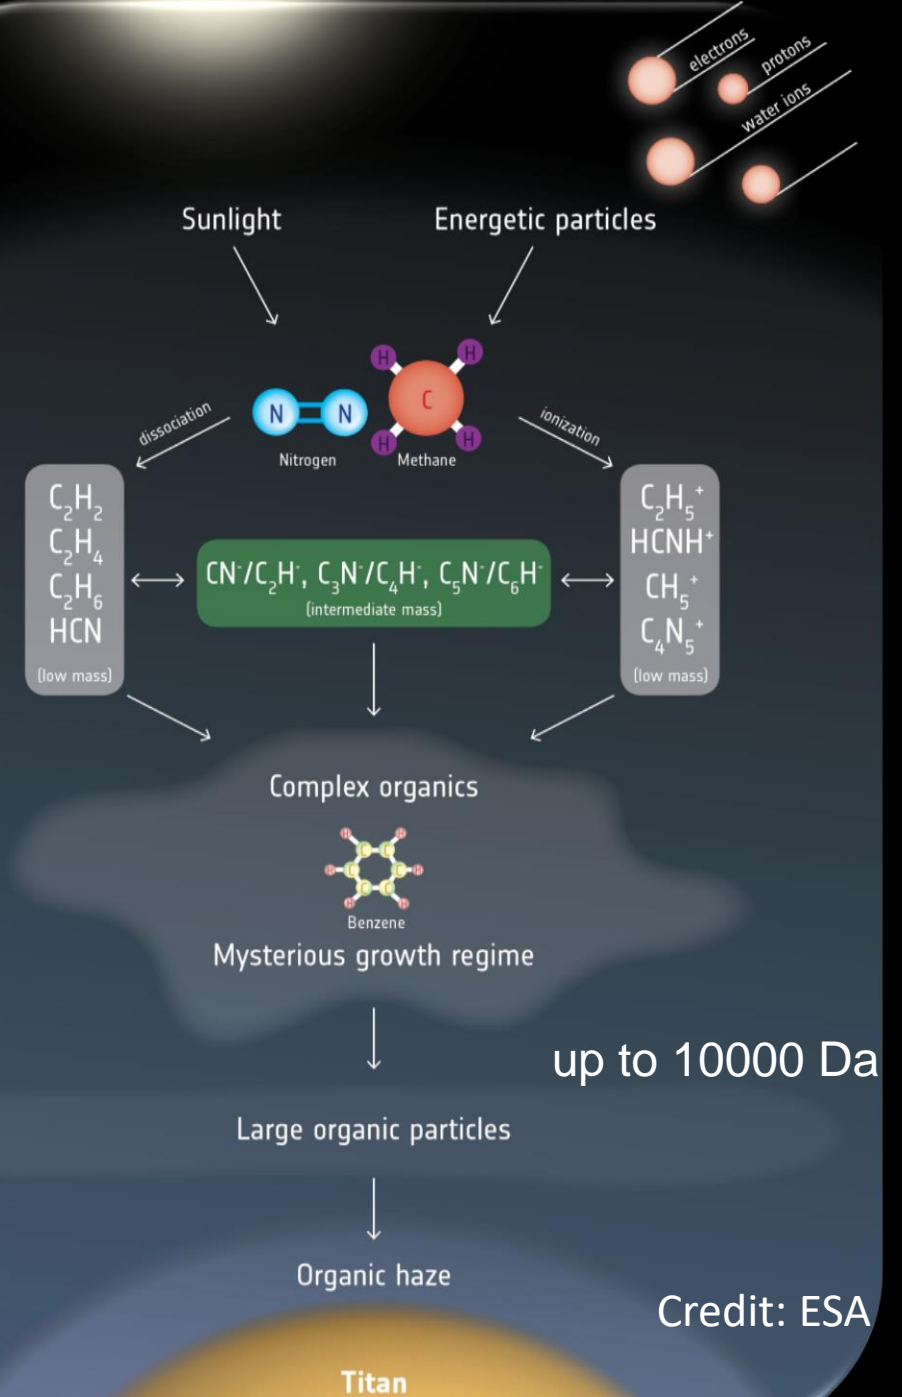 electrons
protons
water ions
Sunlight
Energetic particles
H
H
N
N
C
H
H
dissociation
ionization
Nitrogen
Methane
C₂H₂
C₂H₄
C₂H₆
HCN
(low mass)
CN⁻/C₂H⁻, C₃N⁻/C₄H⁻, C₅N⁻/C₆H⁻
(intermediate mass)
C₂H₅⁺
HCNH⁺
CH₅⁺
C₄N₅⁺
(low mass)
Complex organics
H
H
C
C
H
C
C
H
C
C
H
H
Benzene
Mysterious growth regime
up to 10000 Da
Large organic particles
Organic haze
Credit: ESA
Titan